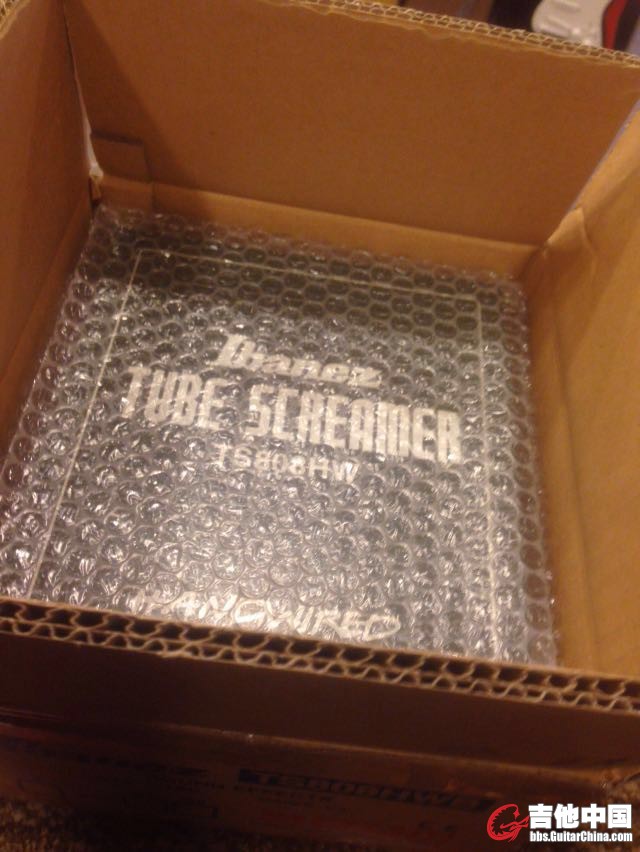 Ibanez
TUBE SCREAMER
TS808HW
HANDWIRED
吉他中国
bbs.GuitarChina.com